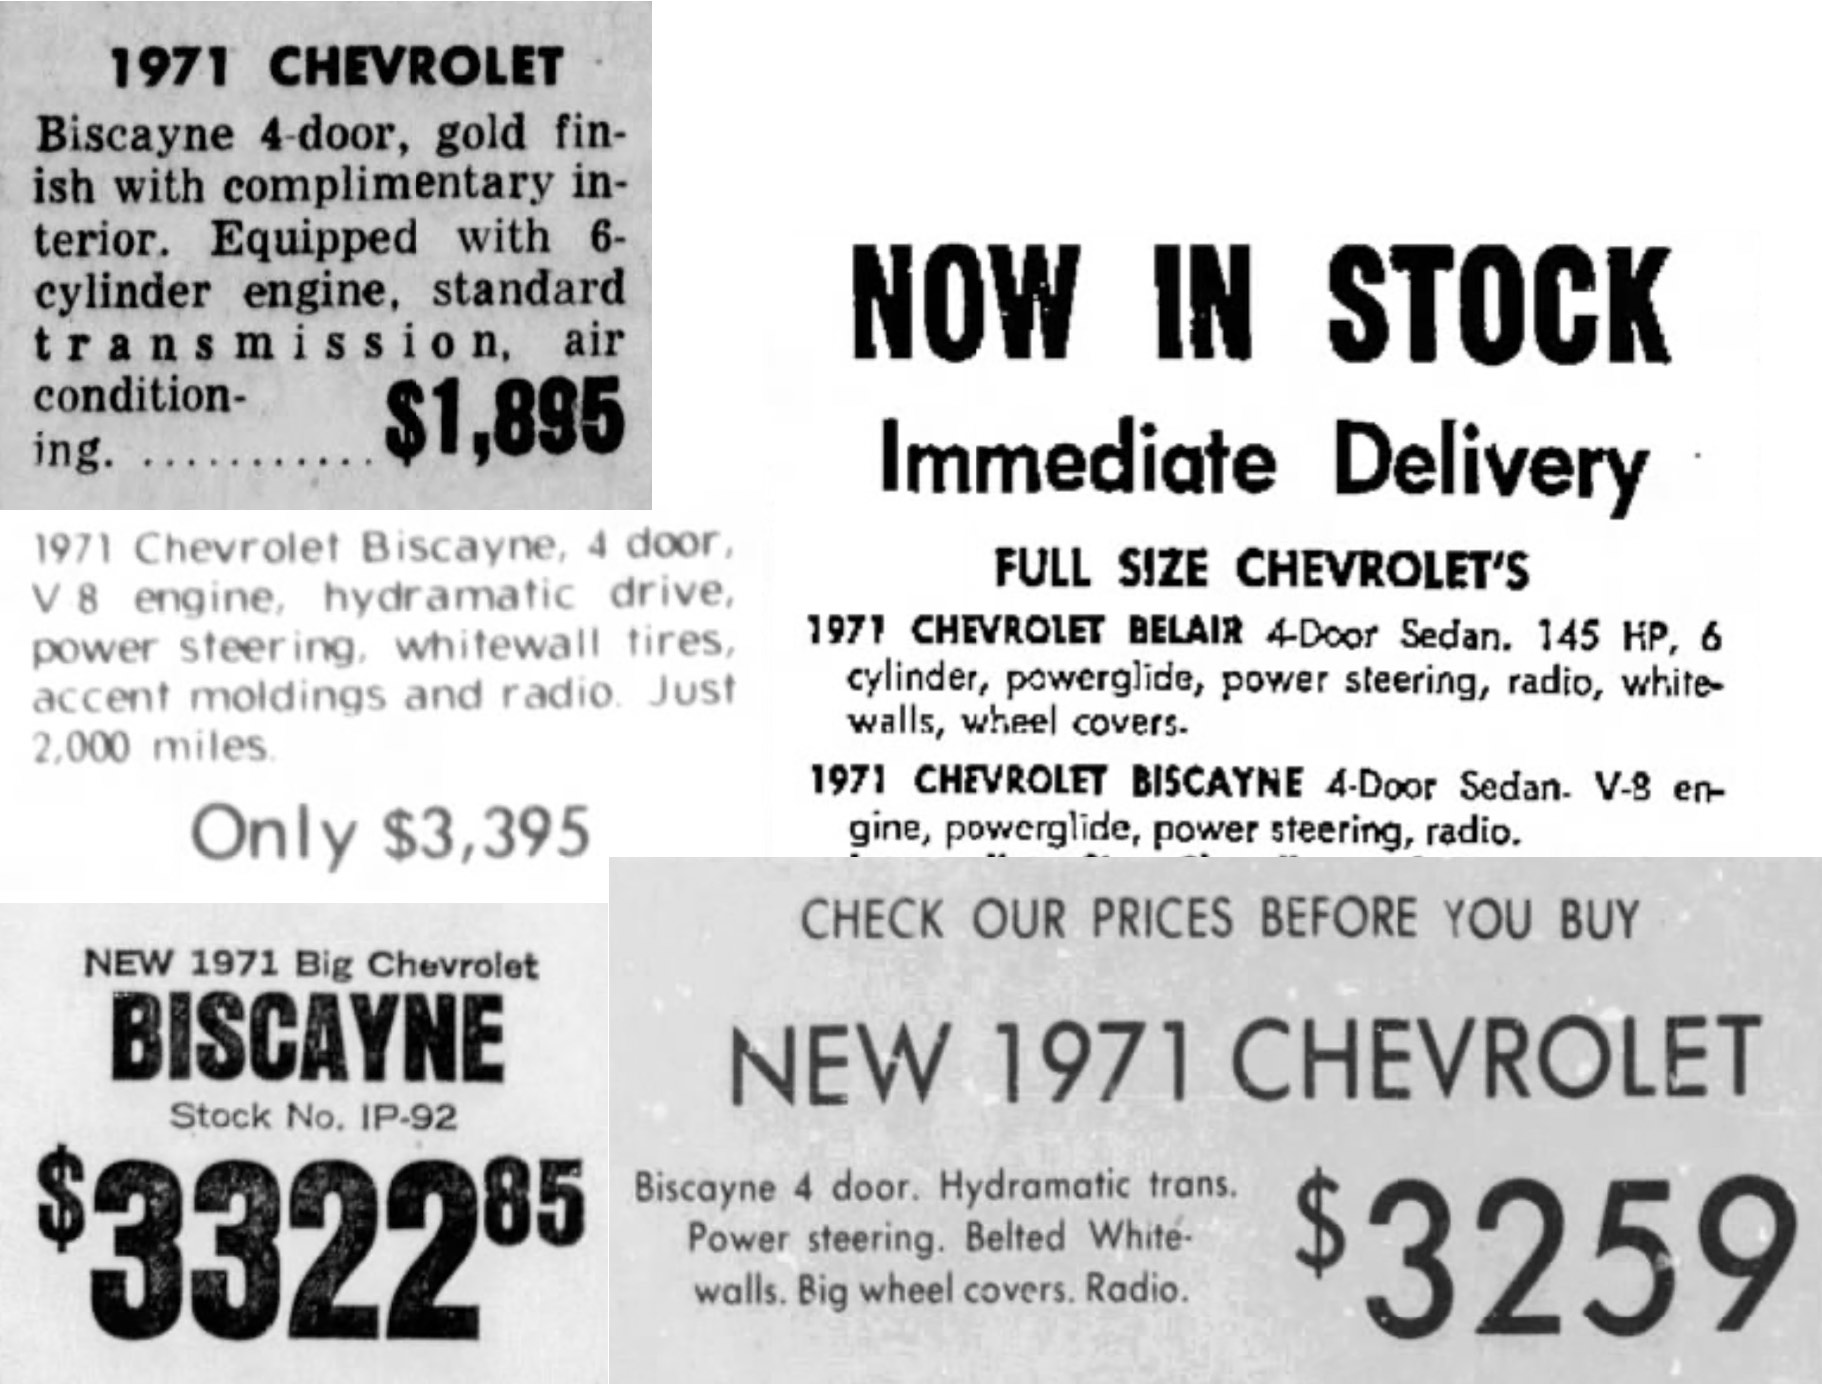 1971 CHEVROLET
Biscayne 4-door, gold fin-
ish with complimentary in-
terior. Equipped with 6-
cylinder engine, standard
transmission, air
condition-
ing. ........... $1,895
1971 Chevrolet Biscayne, 4 door,
V 8 engine, hydramatic drive,
power steering, whitewall tires,
accent moldings and radio. Just
2,000 miles.
Only $3,395
NOW IN STOCK
Immediate Delivery
FULL SIZE CHEVROLET'S
1971 CHEVROLET BELAIR 4-Door Sedan. 145 HP, 6
cylinder, powerglide, power steering, radio, white-
walls, wheel covers.
1971 CHEVROLET BISCAYNE 4-Door Sedan. V-8 en-
gine, powerglide, power steering, radio.
NEW 1971 Big Chevrolet
BISCAYNE
Stock No. IP-92
$3322 85
CHECK OUR PRICES BEFORE YOU BUY
NEW 1971 CHEVROLET
Biscayne 4 door. Hydramatic trans.
Power steering. Belted White-
walls. Big wheel covers. Radio.
$3259